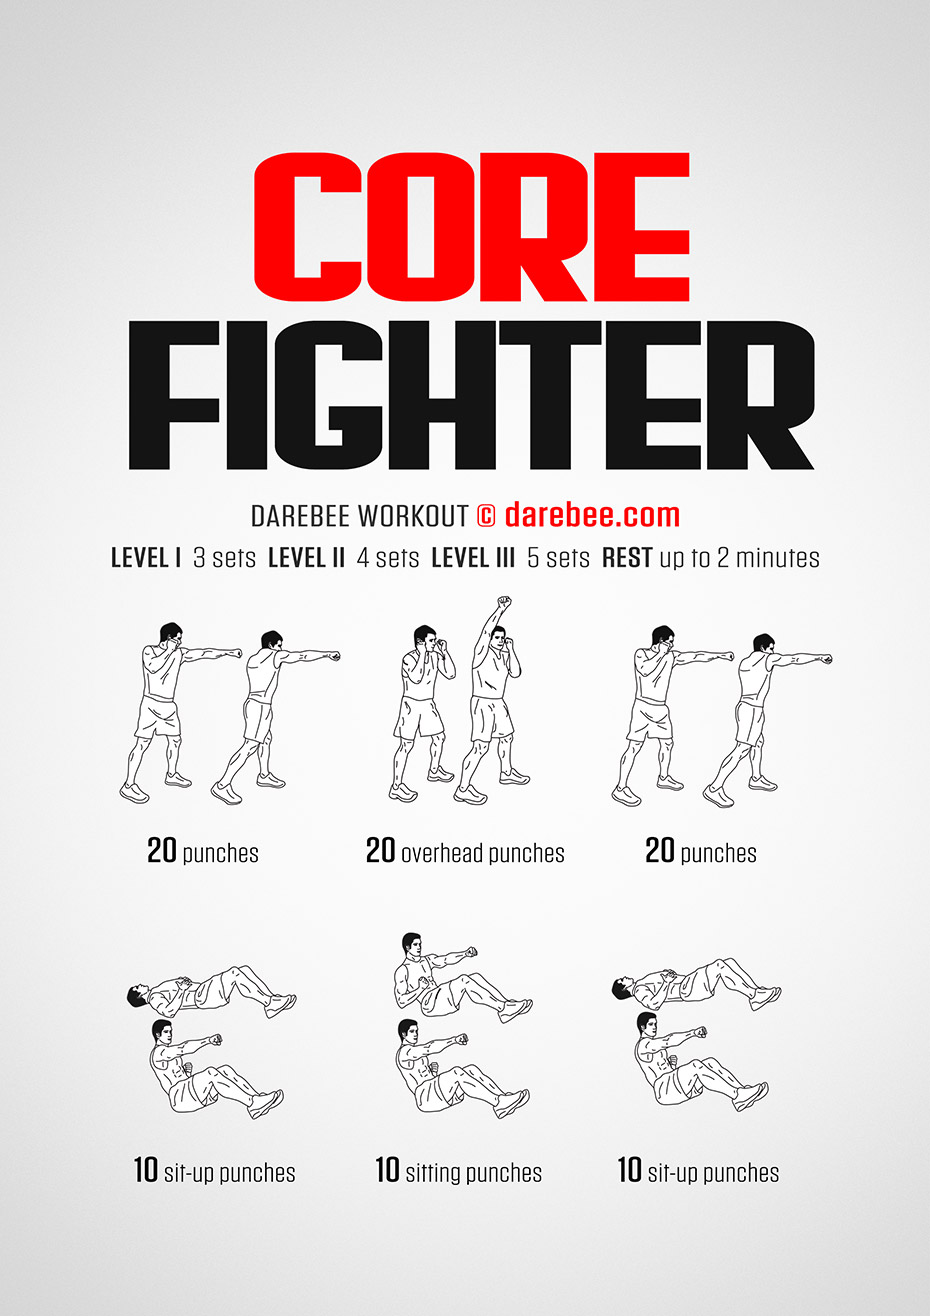 CORE
FIGHTER
DAREBEE WORKOUT © darebee.com
LEVEL I 3 sets LEVEL II 4 sets LEVEL III 5 sets REST up to 2 minutes
20 punches
20 overhead punches
20 punches
10 sit-up punches
10 sitting punches
10 sit-up punches